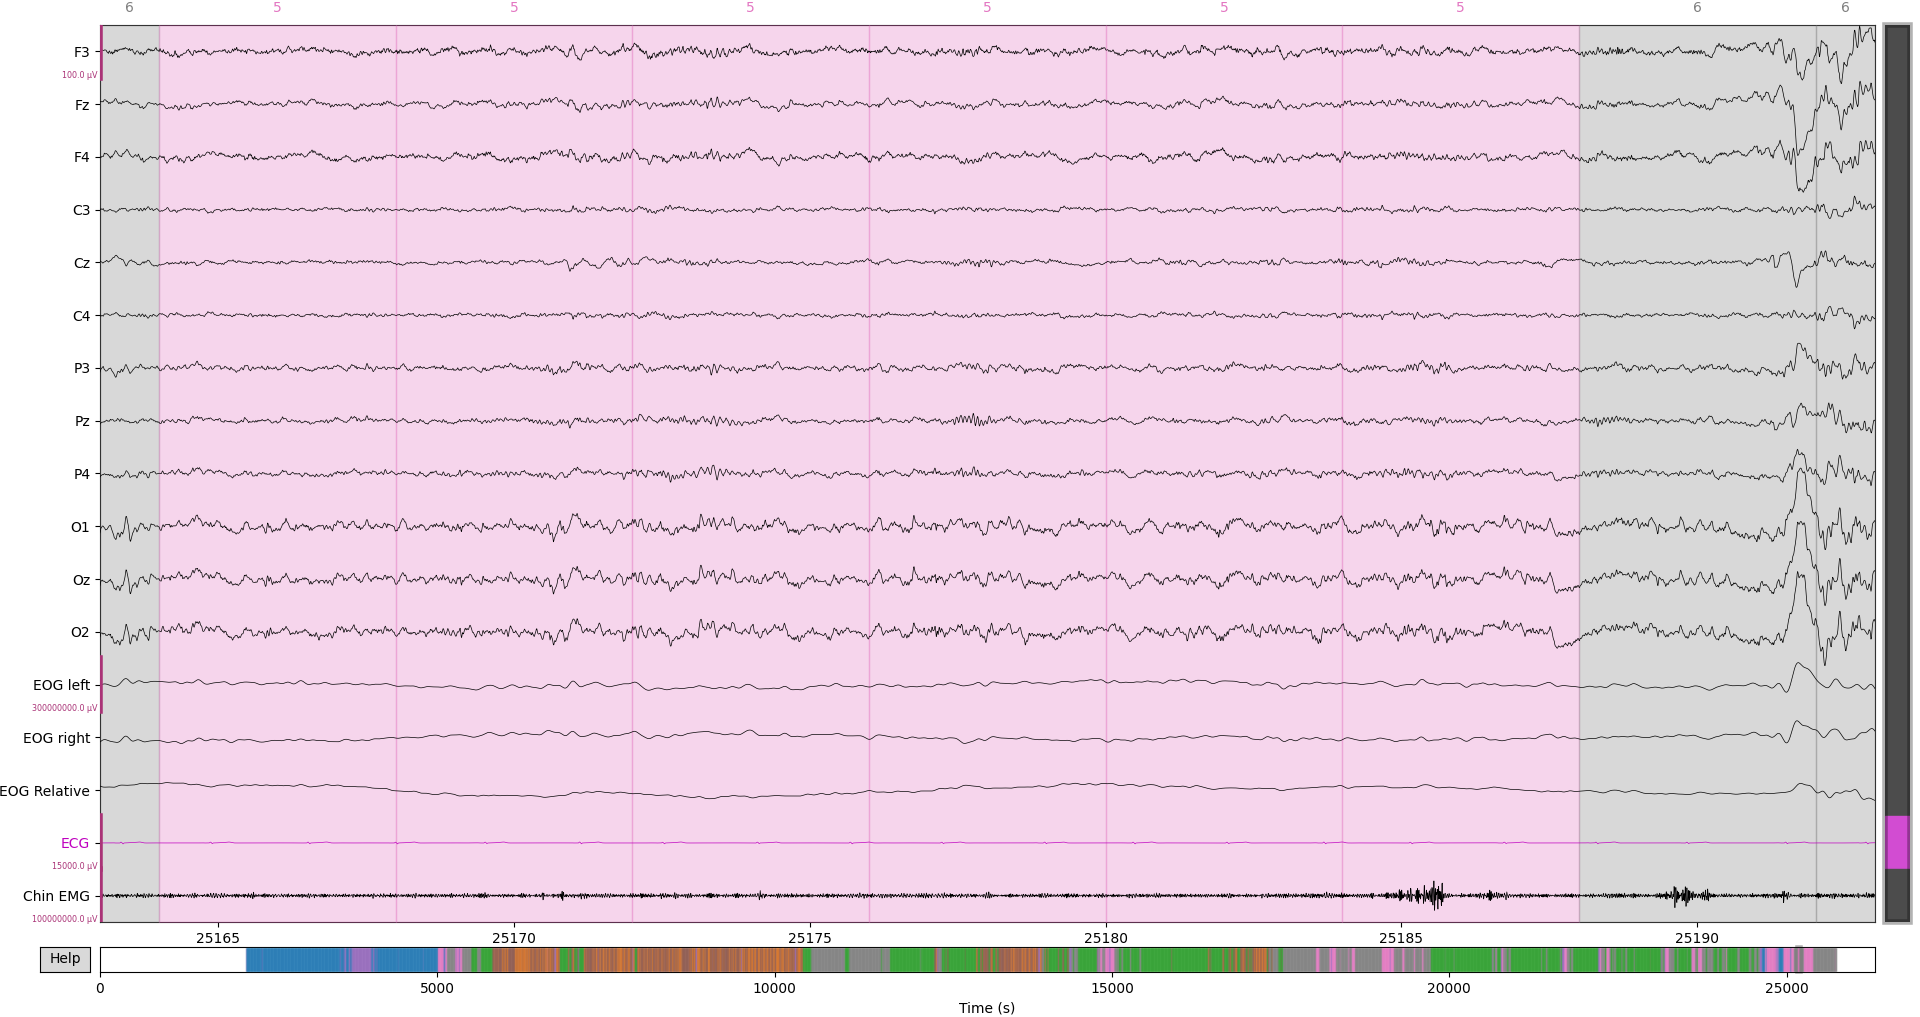 6 5 5 5 5 5 5 6 6
F3
100.0 µV
Fz
F4
C3
Cz
C4
P3
Pz
P4
O1
Oz
O2
EOG left
300000000.0 µV
EOG right
EOG Relative
ECG
15000.0 µV
Chin EMG
100000000.0 µV
25165 25170 25175 25180 25185 25190
Help
0 5000 10000 15000 20000 25000
Time (s)